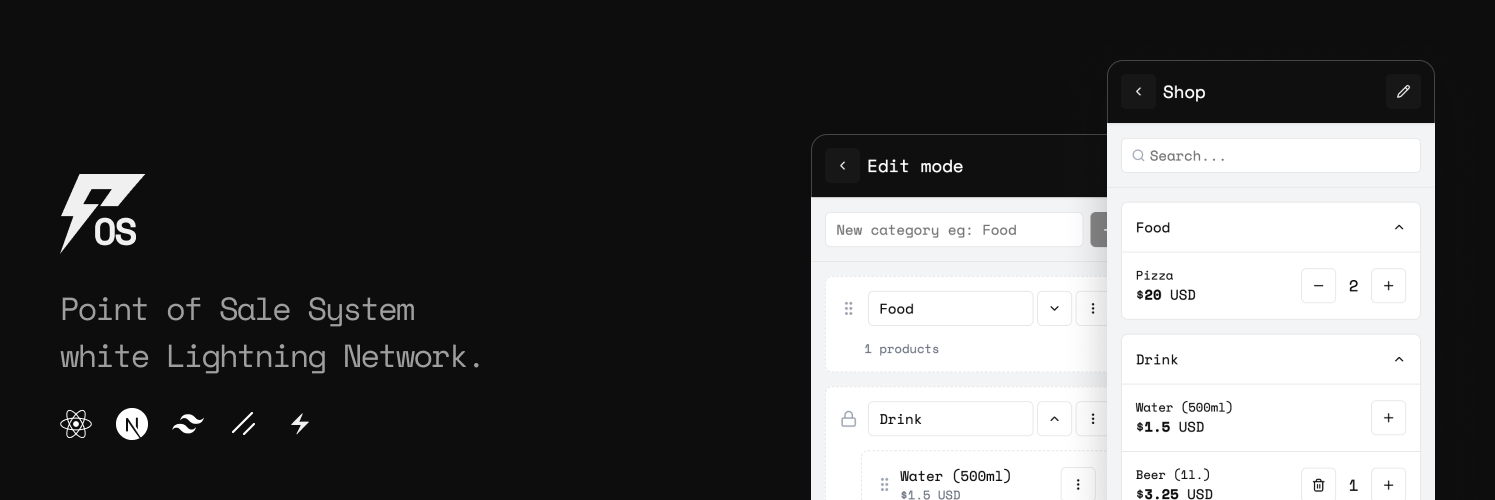 OS
Point of Sale System
white Lightning Network.
N
Edit mode
New category eg: Food
Food
1 products
Drink
Water (500ml)
$1.5 USD
Shop
Search...
Food
Pizza
$20 USD
2
Drink
Water (500ml)
$1.5 USD
Beer (1l.)
$3.25 USD
1